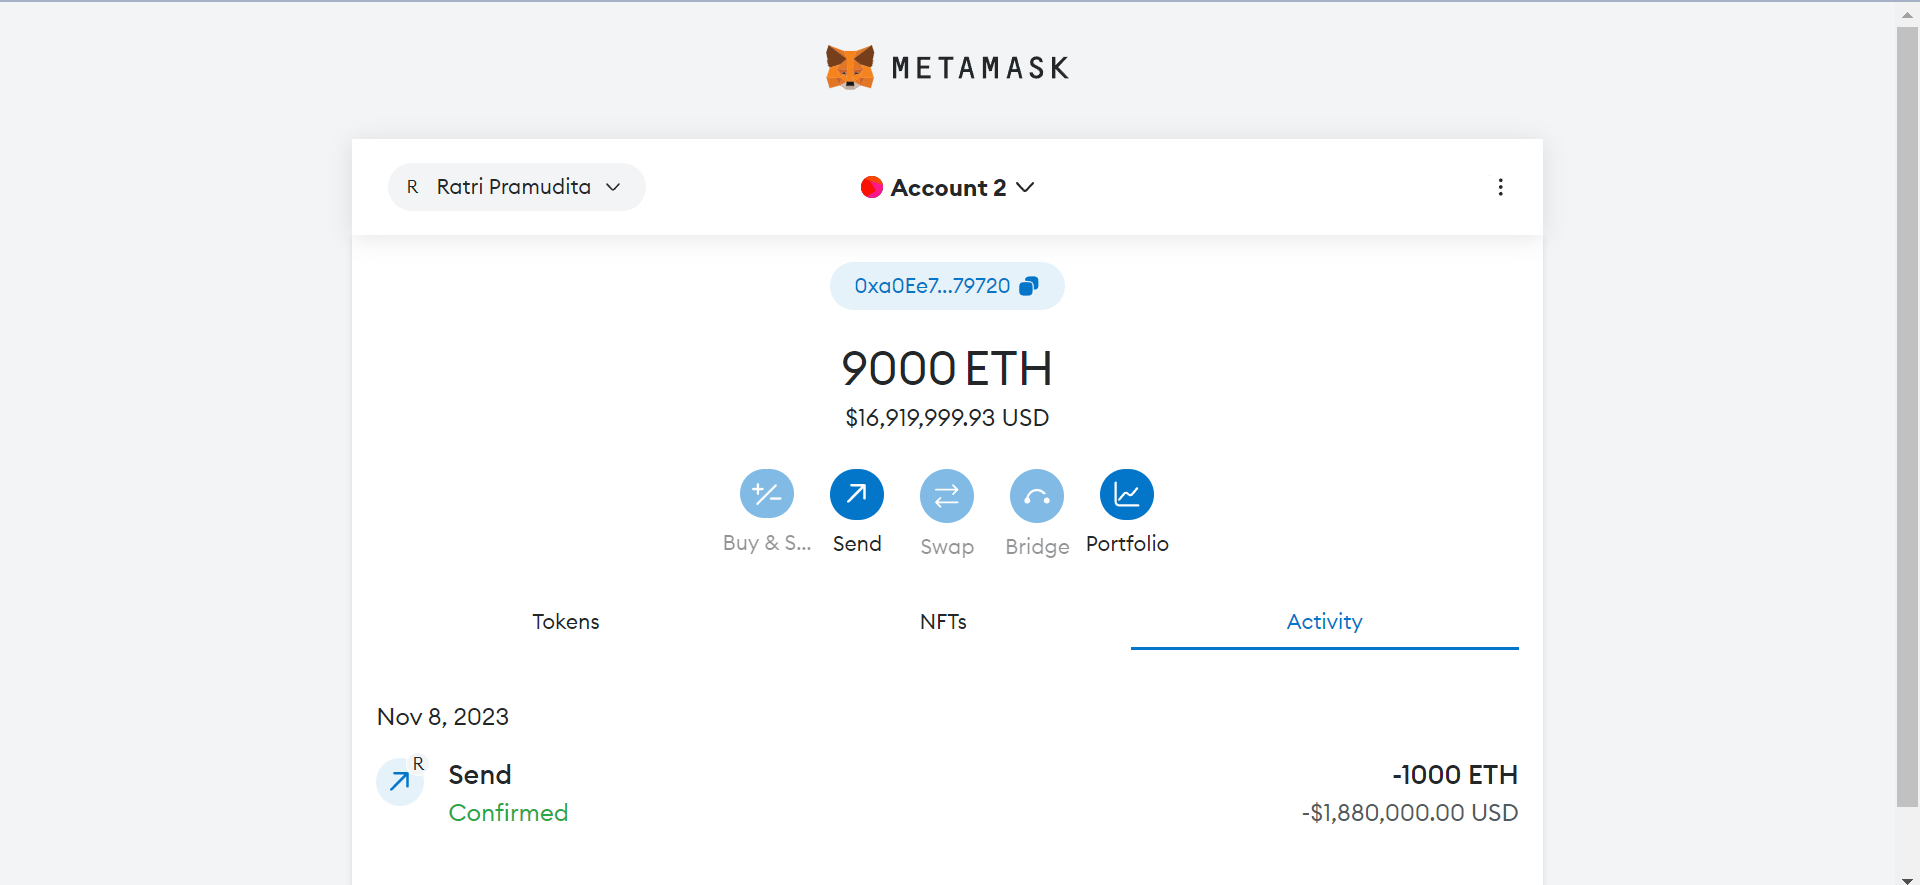 METAMASK
R Ratri Pramudita
Account 2
0xa0Ee7...79720
9000 ETH
$16,919,999.93 USD
Buy & S... Send Swap Bridge Portfolio
Tokens NFTs Activity
Nov 8, 2023
R
Send -1000 ETH
Confirmed -$1,880,000.00 USD